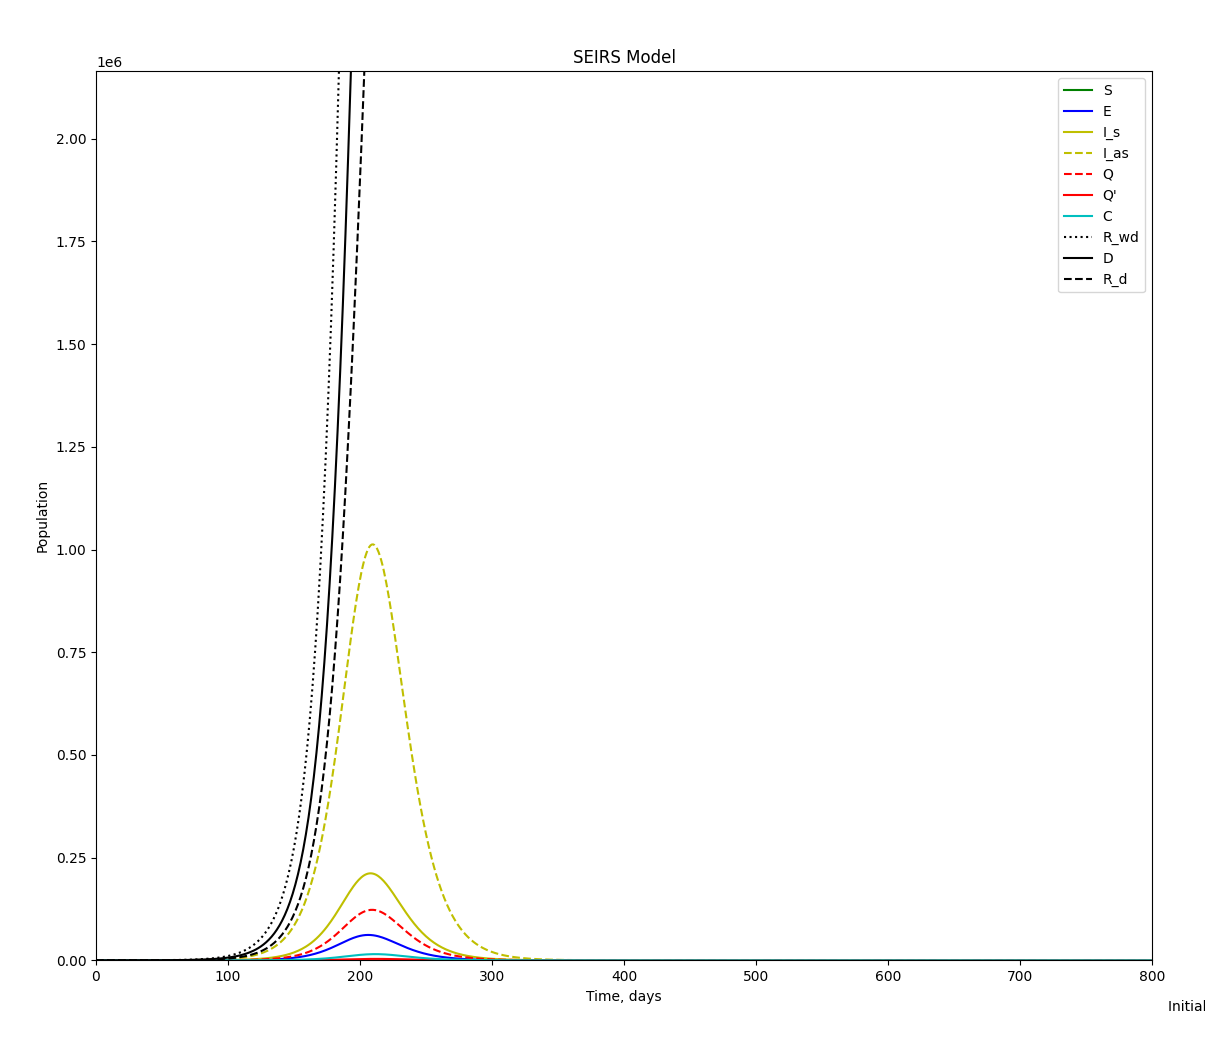 SEIRS Model
1e6
2.00
1.75
1.50
1.25
1.00
0.75
0.50
0.25
0.00
Population
S
E
I_s
I_as
Q
Q'
C
R_wd
D
R_d
0 100 200 300 400 500 600 700 800
Time, days
Initial